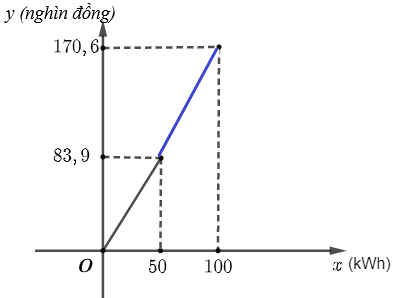 y (nghìn đồng)
170,6
83,9
O
50
100
x (kWh)